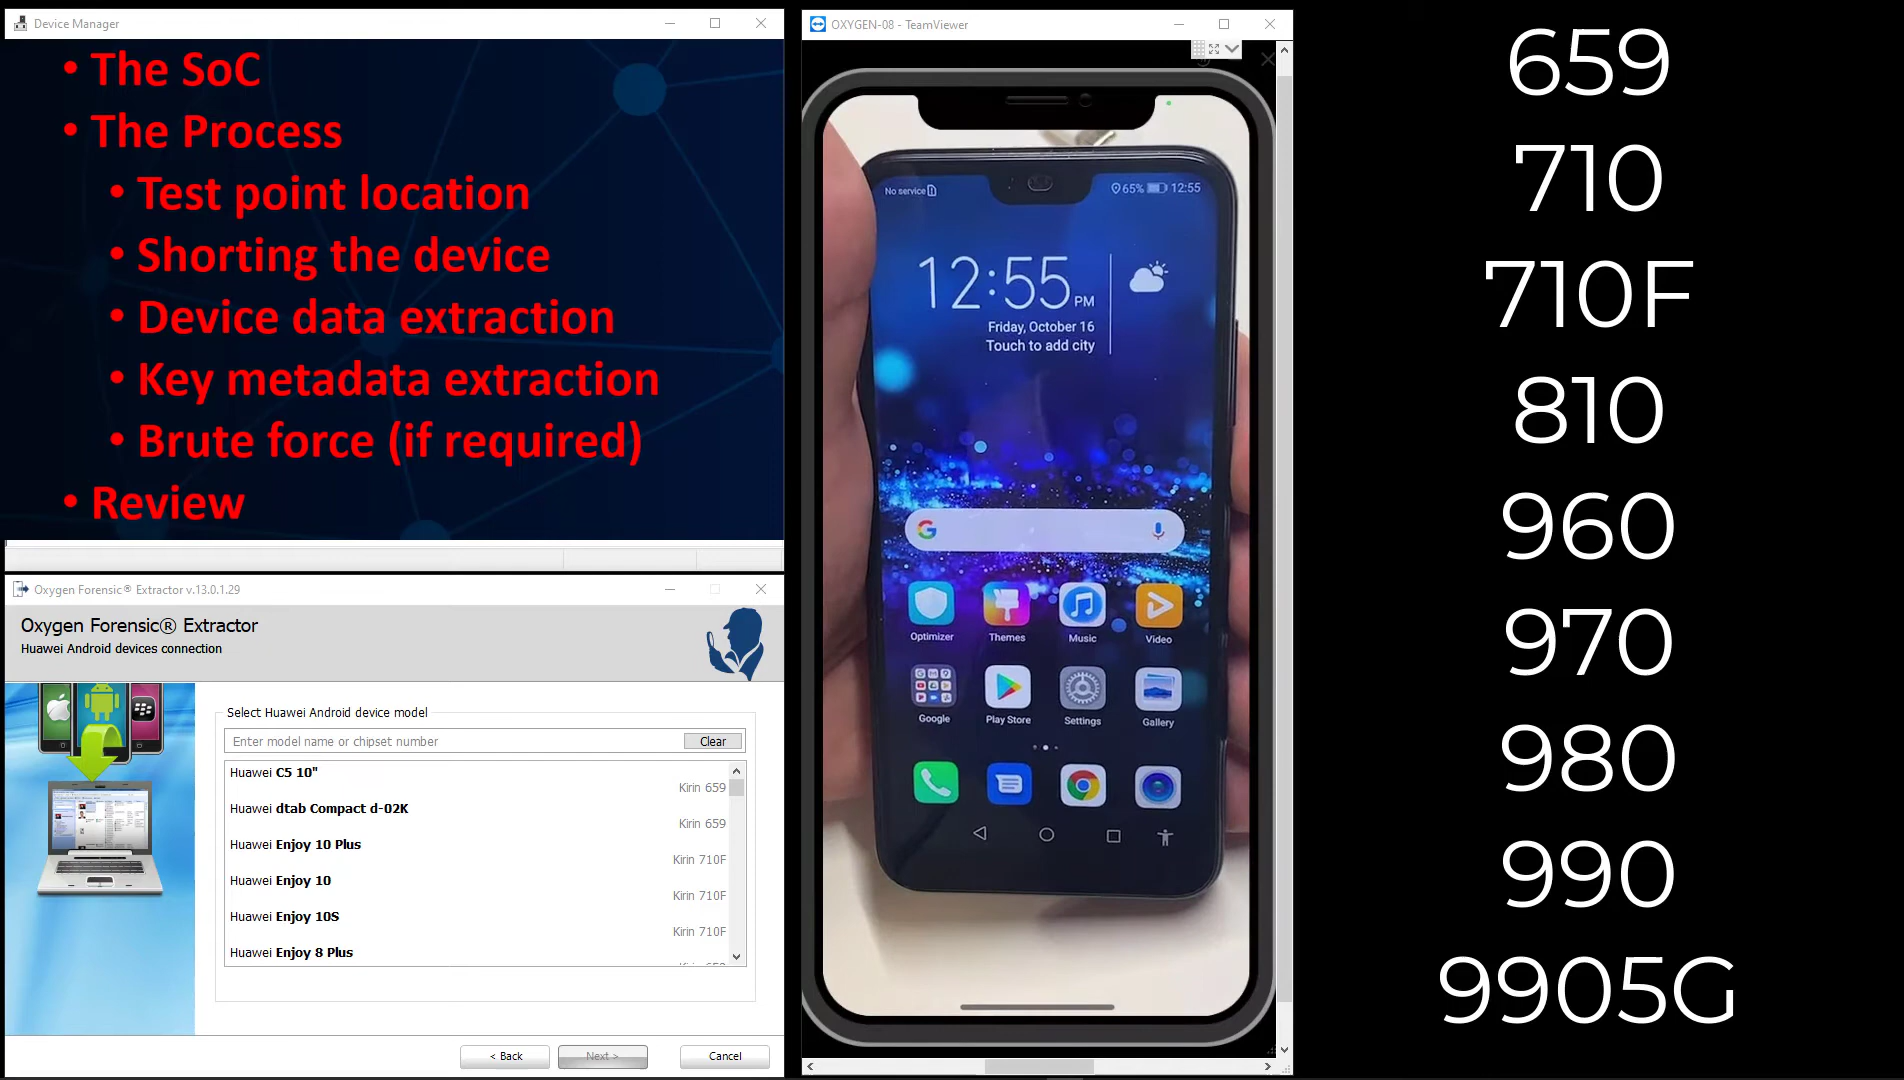 Device Manager
• The SoC
• The Process
• Test point location
• Shorting the device
• Device data extraction
• Key metadata extraction
• Brute force (if required)
• Review
Oxygen Forensic® Extractor v.13.0.1.29
Oxygen Forensic® Extractor
Huawei Android devices connection
Select Huawei Android device model
Enter model name or chipset number
Clear
Huawei C5 10"
Kirin 659
Huawei dtab Compact d-02K
Kirin 659
Huawei Enjoy 10 Plus
Kirin 710F
Huawei Enjoy 10
Kirin 710F
Huawei Enjoy 10S
Kirin 710F
Huawei Enjoy 8 Plus
< Back Next > Cancel
OXYGEN-08 - TeamViewer
No service 65% 12:55
12:55 PM
Friday, October 16
Touch to add city
G
Optimizer Themes Music Video
Google Play Store Settings Gallery
659
710
710F
810
960
970
980
990
9905G